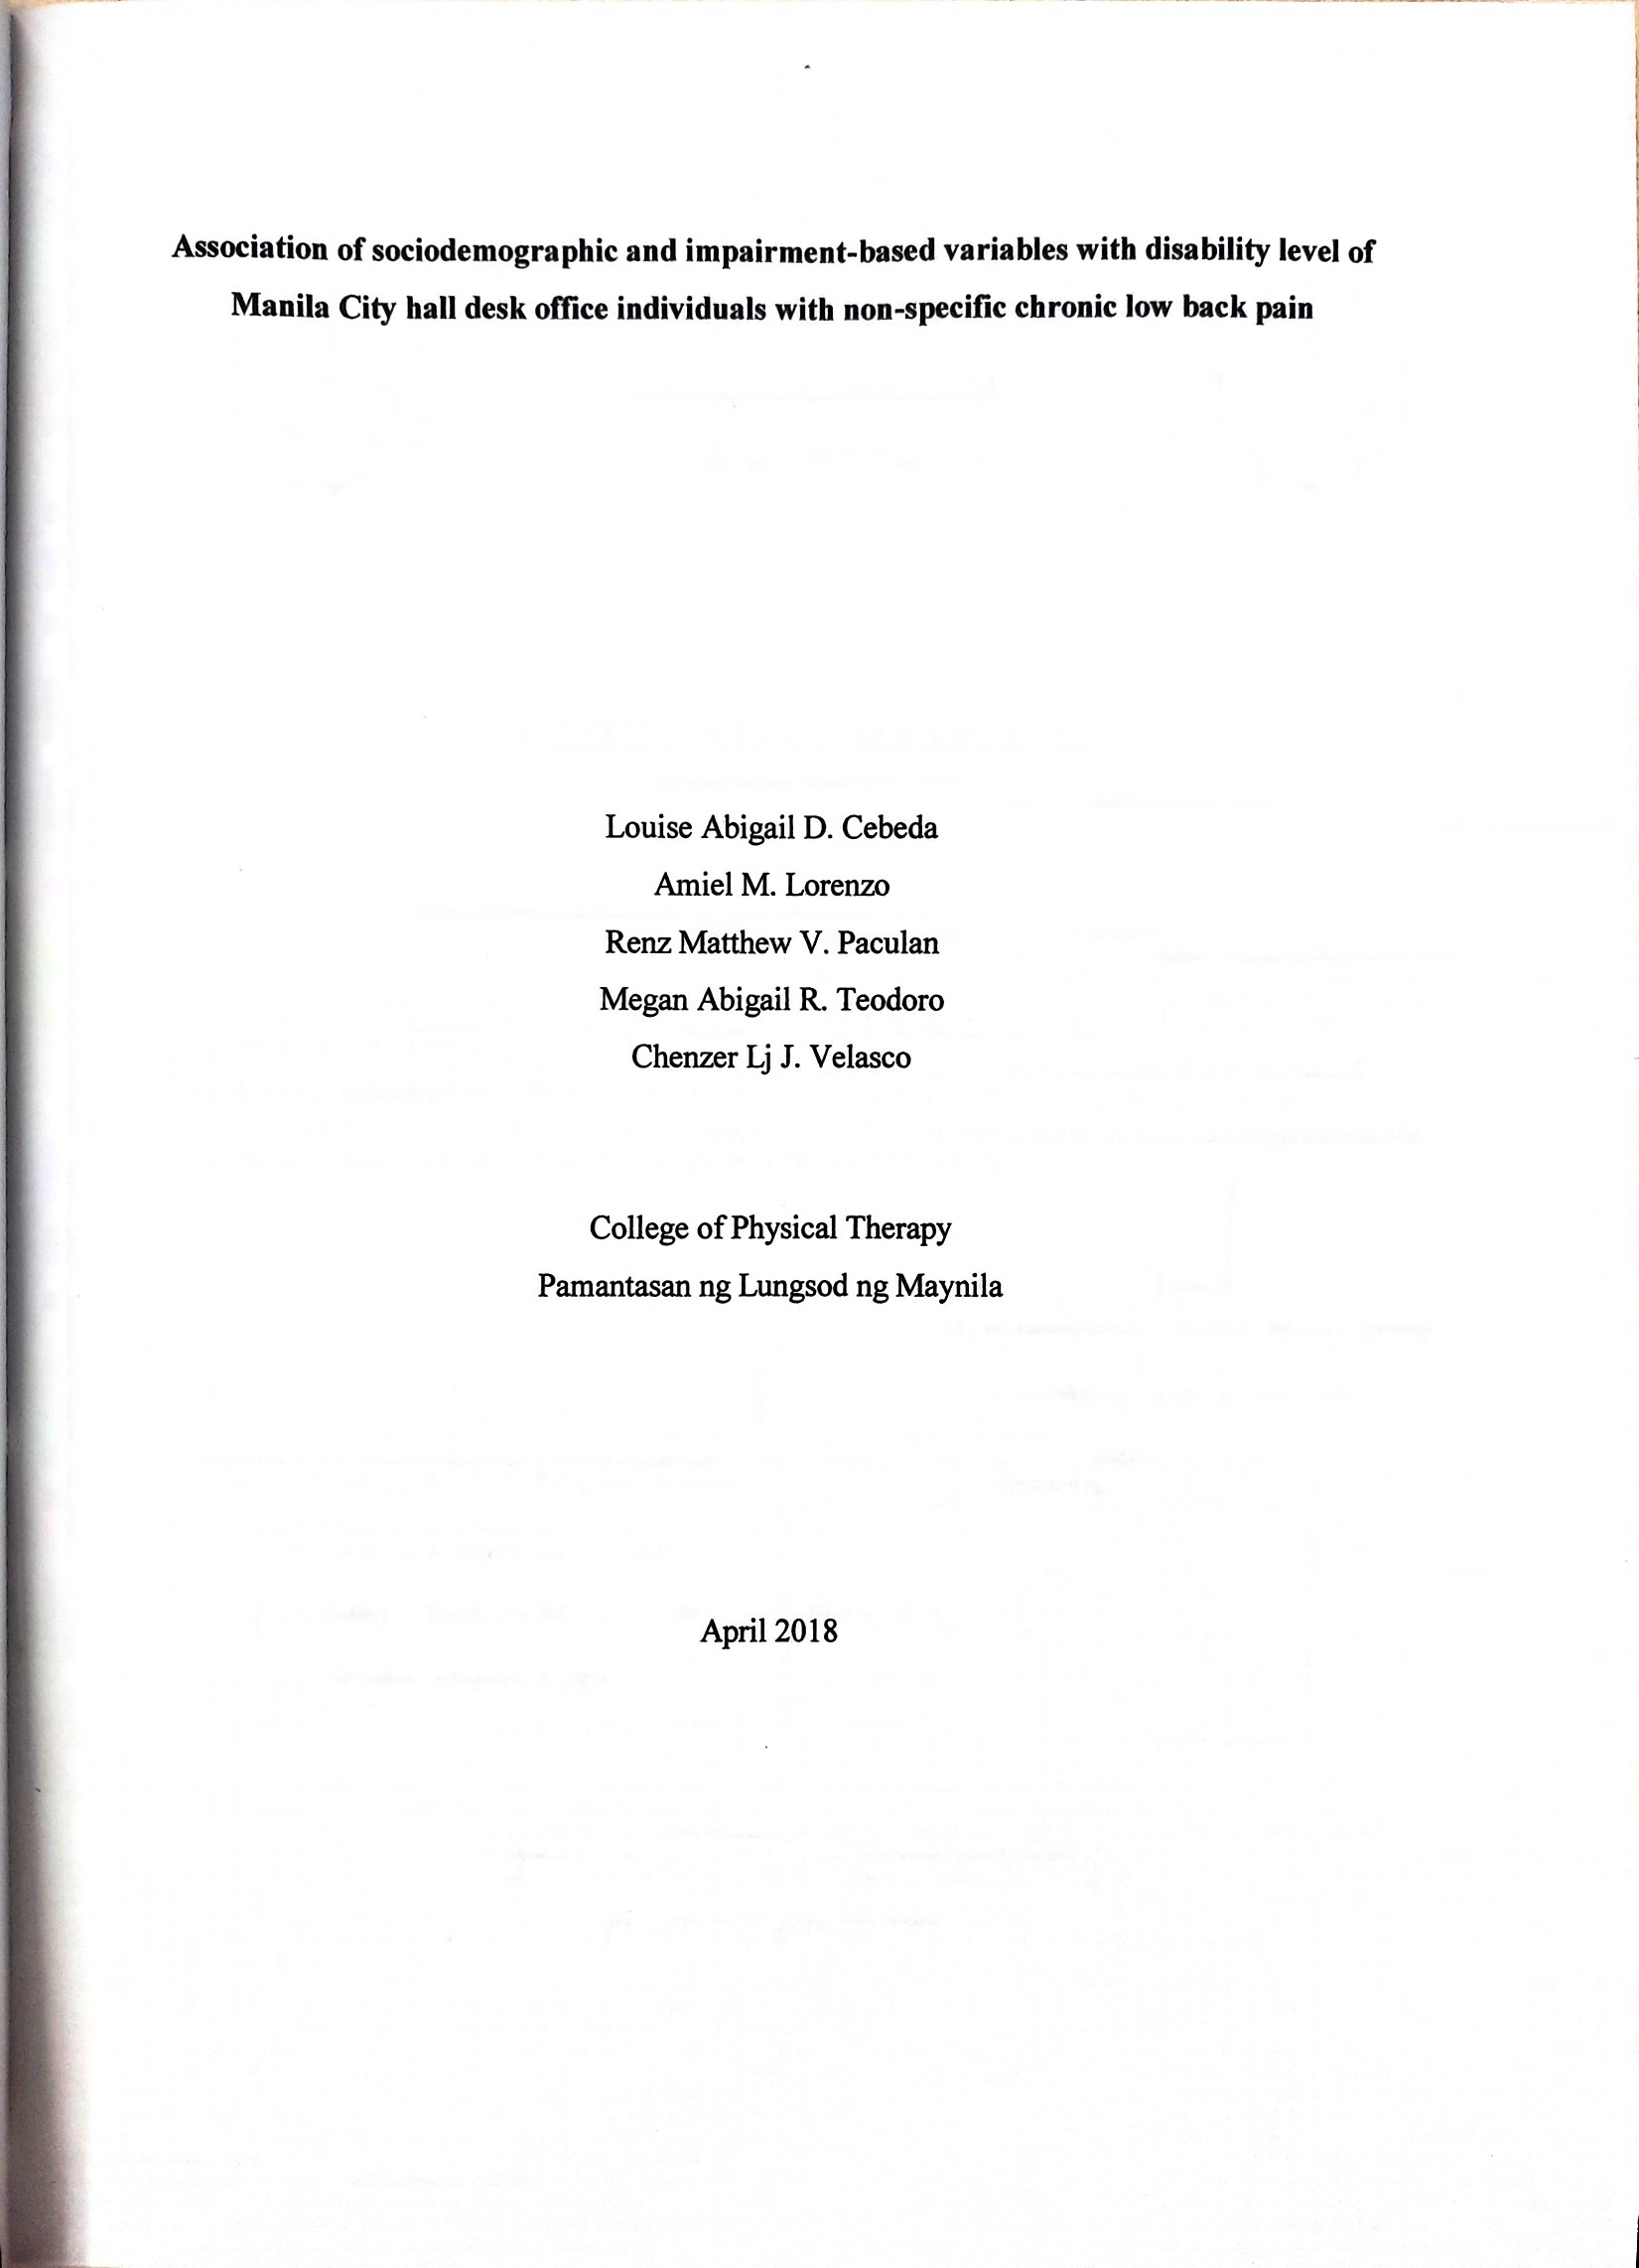 Association of sociodemographic and impairment-based variables with disability level of
Manila City hall desk office individuals with non-specific chronic low back pain
Louise Abigail D. Cebeda
Amiel M. Lorenzo
Renz Matthew V. Paculan
Megan Abigail R. Teodoro
Chenzer Lj J. Velasco
College of Physical Therapy
Pamantasan ng Lungsod ng Maynila
April 2018